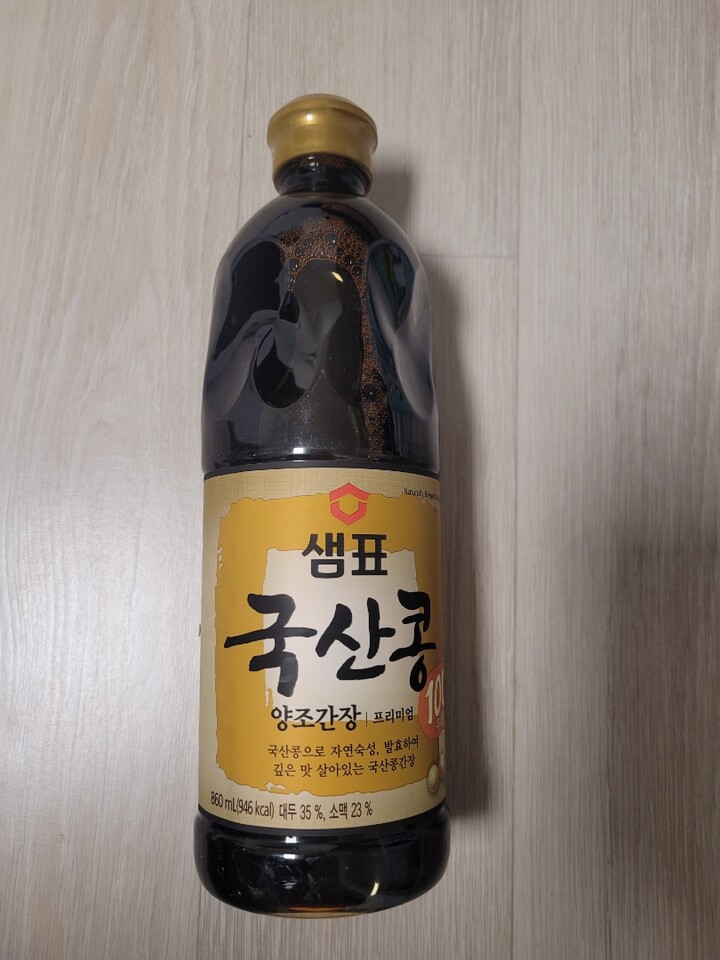 Naturally Brewed
샘표
국산콩
양조간장 | 프리미엄
국산콩으로 자연숙성, 발효하여
깊은 맛 살아있는 국산콩간장
860 mL(946 kcal) 대두 35 %, 소맥 23 %